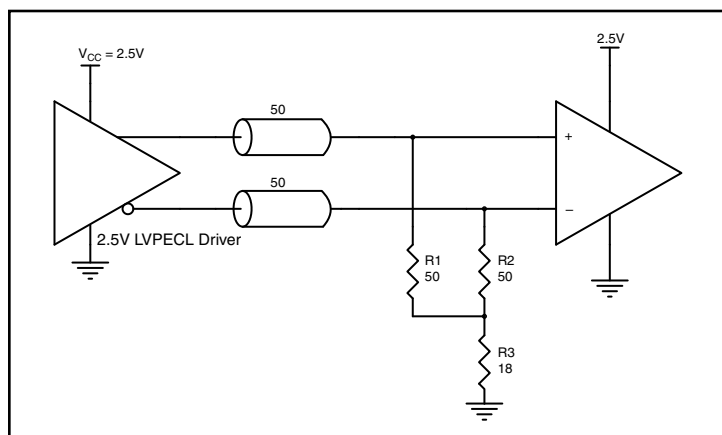 V_CC = 2.5V
2.5V
50
+
50
−
2.5V LVPECL Driver
R1
50
R2
50
R3
18